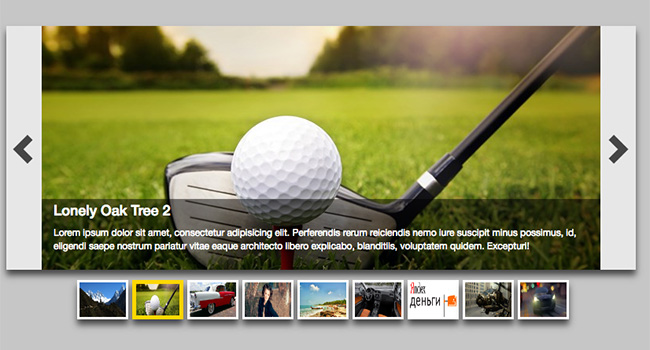 Lonely Oak Tree 2
Lorem ipsum dolor sit amet, consectetur adipisicing elit. Perferendis rerum reiciendis nemo iure suscipit minus possimus, id,
eligendi saepe nostrum pariatur vitae eaque architecto libero explicabo, blanditiis, voluptatem quidem. Excepturi!
Яndex
деньги